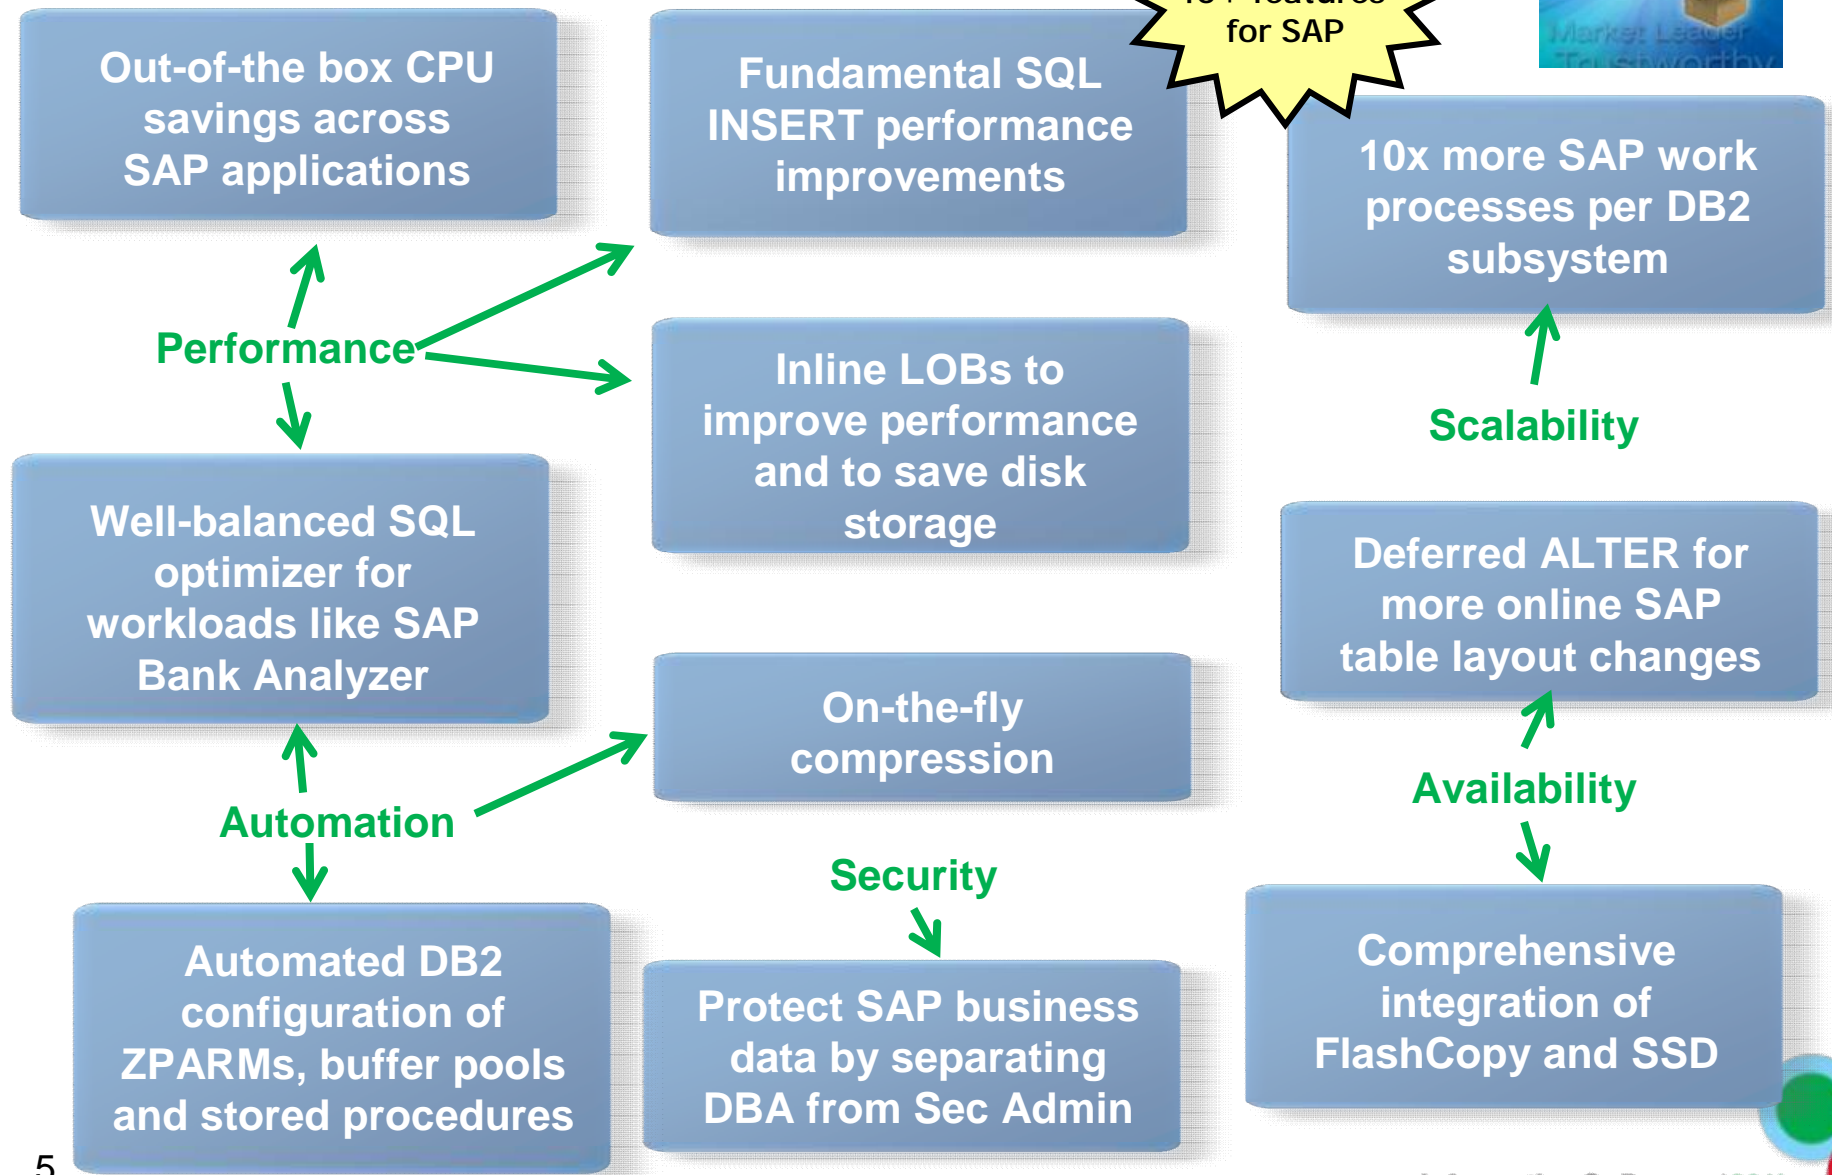 for SAP
Market Leader
Trustworthy
Out-of-the box CPU
savings across
SAP applications
Fundamental SQL
INSERT performance
improvements
10x more SAP work
processes per DB2
subsystem
Performance
Inline LOBs to
improve performance
and to save disk
storage
Scalability
Well-balanced SQL
optimizer for
workloads like SAP
Bank Analyzer
Deferred ALTER for
more online SAP
table layout changes
On-the-fly
compression
Automation
Availability
Security
Automated DB2
configuration of
ZPARMs, buffer pools
and stored procedures
Protect SAP business
data by separating
DBA from Sec Admin
Comprehensive
integration of
FlashCopy and SSD
5